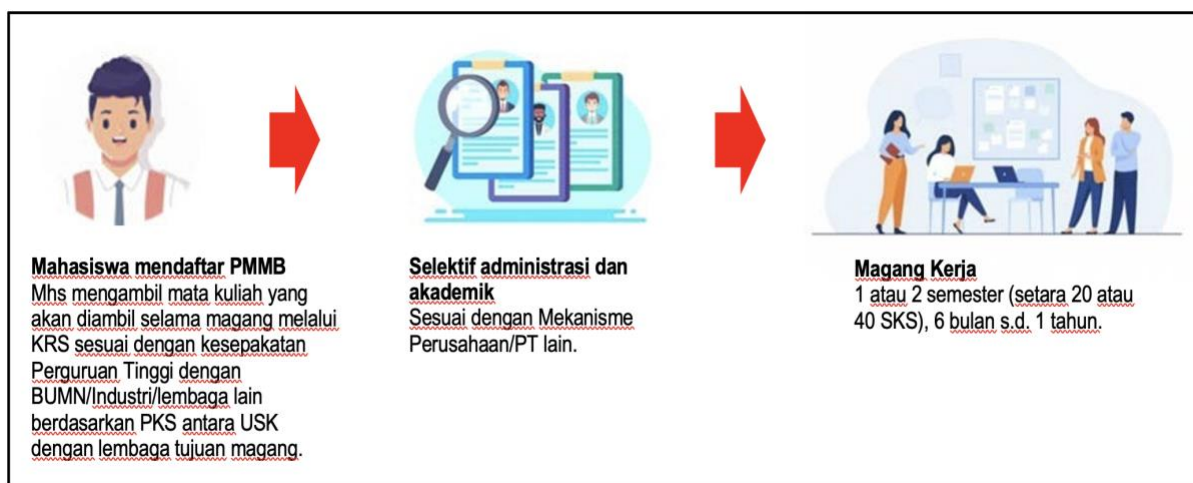 Mahasiswa mendaftar PMMB
Mhs mengambil mata kuliah yang
akan diambil selama magang melalui
KRS sesuai dengan kesepakatan
Perguruan Tinggi dengan
BUMN/Industri/lembaga lain
berdasarkan PKS antara USK
dengan lembaga tujuan magang.
Selektif administrasi dan
akademik
Sesuai dengan Mekanisme
Perusahaan/PT lain.
Magang Kerja
1 atau 2 semester (setara 20 atau
40 SKS), 6 bulan s.d. 1 tahun.